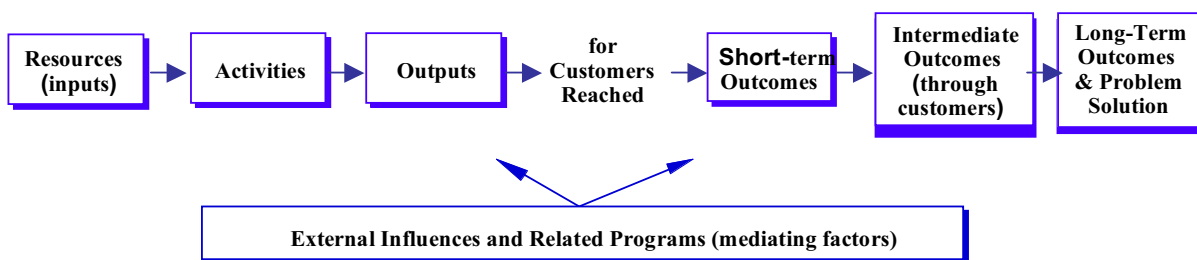 Resources
(inputs)
Activities
Outputs
for
Customers
Reached
Short-term
Outcomes
Intermediate
Outcomes
(through
customers)
Long-Term
Outcomes
& Problem
Solution
External Influences and Related Programs (mediating factors)